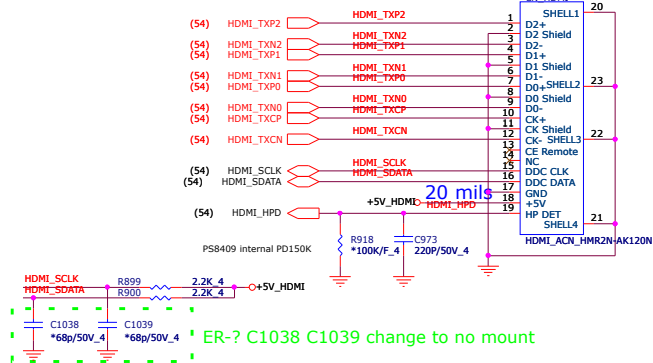 20
SHELL1
(54) HDMI_TXP2 HDMI_TXP2 1 D2+
2 D2 Shield
(54) HDMI_TXN2 HDMI_TXN2 3 D2-
(54) HDMI_TXP1 HDMI_TXP1 4 D1+
5 D1 Shield
(54) HDMI_TXN1 HDMI_TXN1 6 D1-
(54) HDMI_TXP0 HDMI_TXP0 7 D0+ SHELL2 23
8 D0 Shield
(54) HDMI_TXN0 HDMI_TXN0 9 D0-
(54) HDMI_TXCP HDMI_TXCP 10 CK+
11 CK Shield
(54) HDMI_TXCN HDMI_TXCN 12 CK- SHELL3 22
13 CE Remote
14 NC
(54) HDMI_SCLK HDMI_SCLK 15 DDC CLK
(54) HDMI_SDATA HDMI_SDATA 16 DDC DATA
20 mils 17 GND
+5V_HDMI 18 +5V
(54) HDMI_HPD HDMI_HPD 19 HP DET
SHELL4 21
HDMI_ACN_HMR2N-AK120N
PS8409 internal PD150K
R918
*100K/F_4
C973
220P/50V_4
HDMI_SCLK R899 2.2K_4
HDMI_SDATA R900 2.2K_4
+5V_HDMI
C1038
*68p/50V_4
C1039
*68p/50V_4
ER-? C1038 C1039 change to no mount